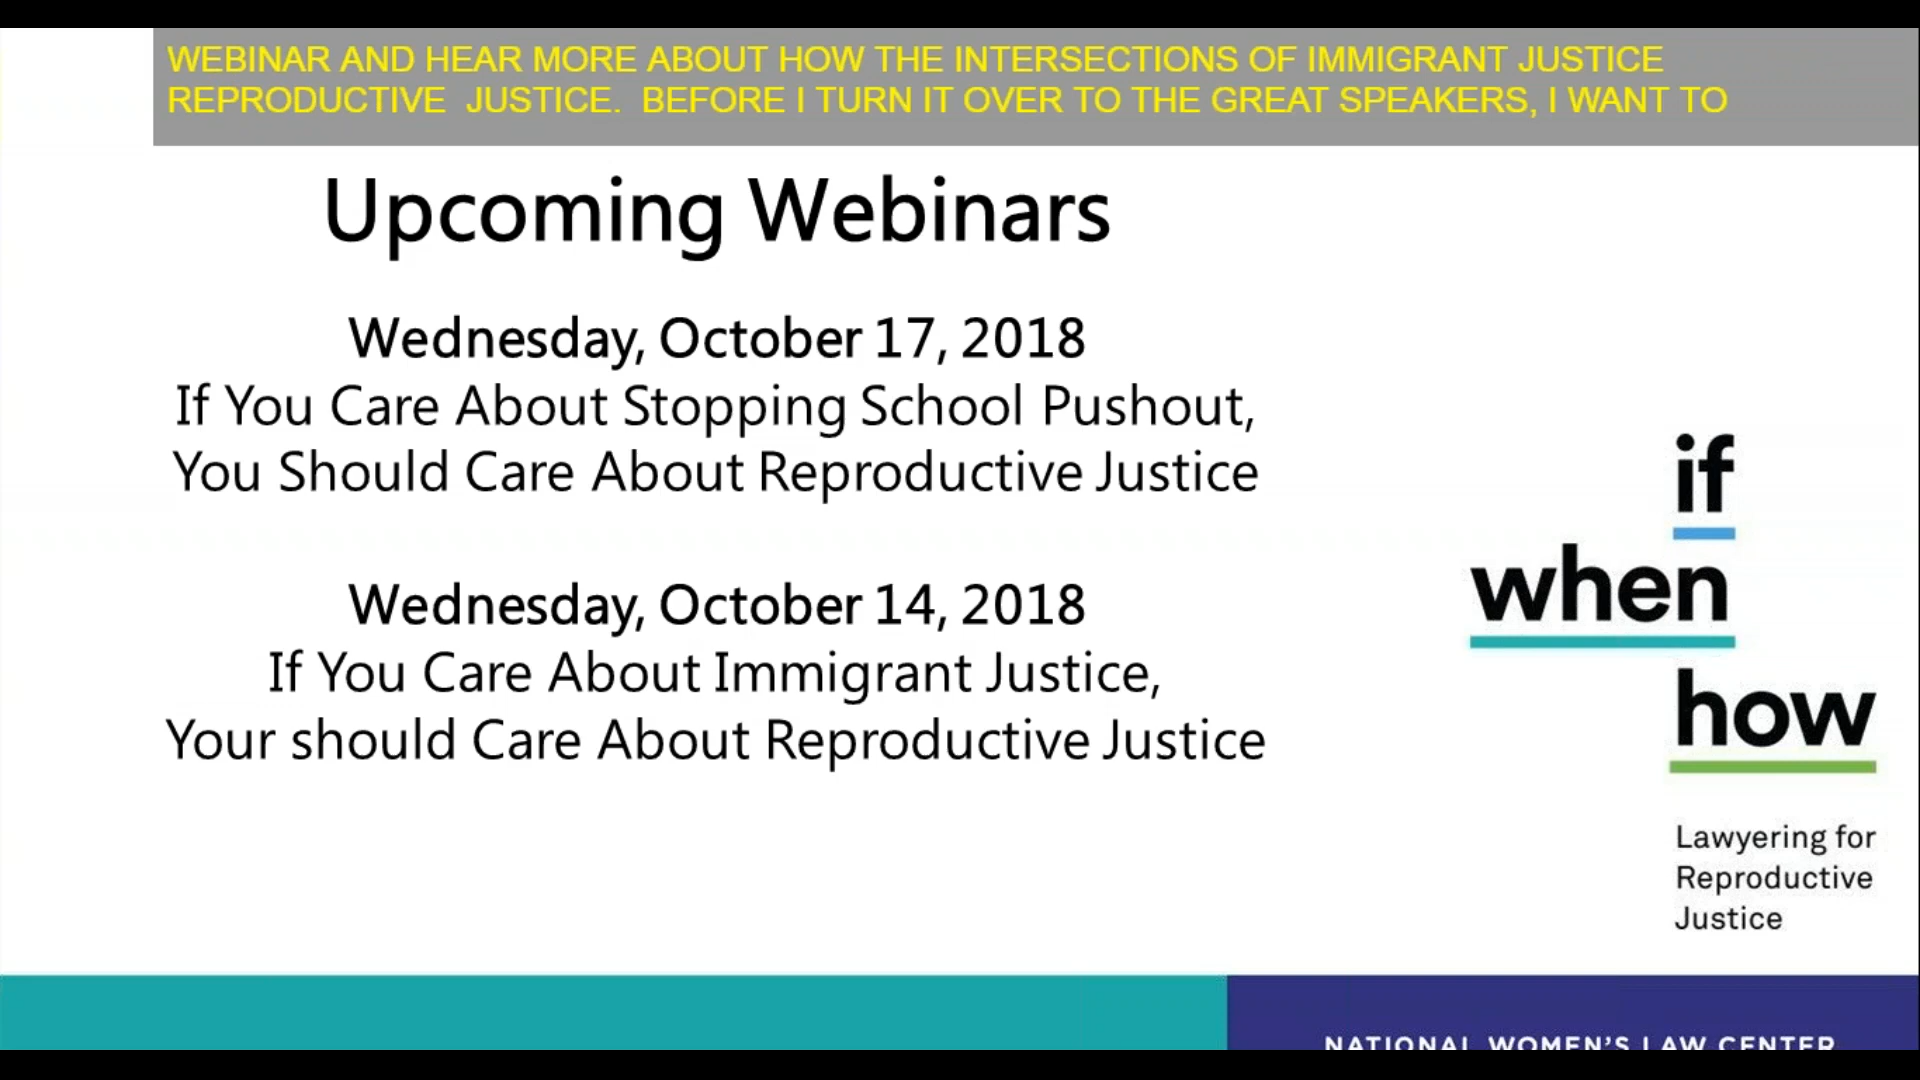 WEBINAR AND HEAR MORE ABOUT HOW THE INTERSECTIONS OF IMMIGRANT JUSTICE
REPRODUCTIVE JUSTICE. BEFORE I TURN IT OVER TO THE GREAT SPEAKERS, I WANT TO
Upcoming Webinars
Wednesday, October 17, 2018
If You Care About Stopping School Pushout,
You Should Care About Reproductive Justice
Wednesday, October 14, 2018
If You Care About Immigrant Justice,
Your should Care About Reproductive Justice
if
when
how
Lawyering for
Reproductive
Justice
NATIONAL WOMEN'S LAW CENTER